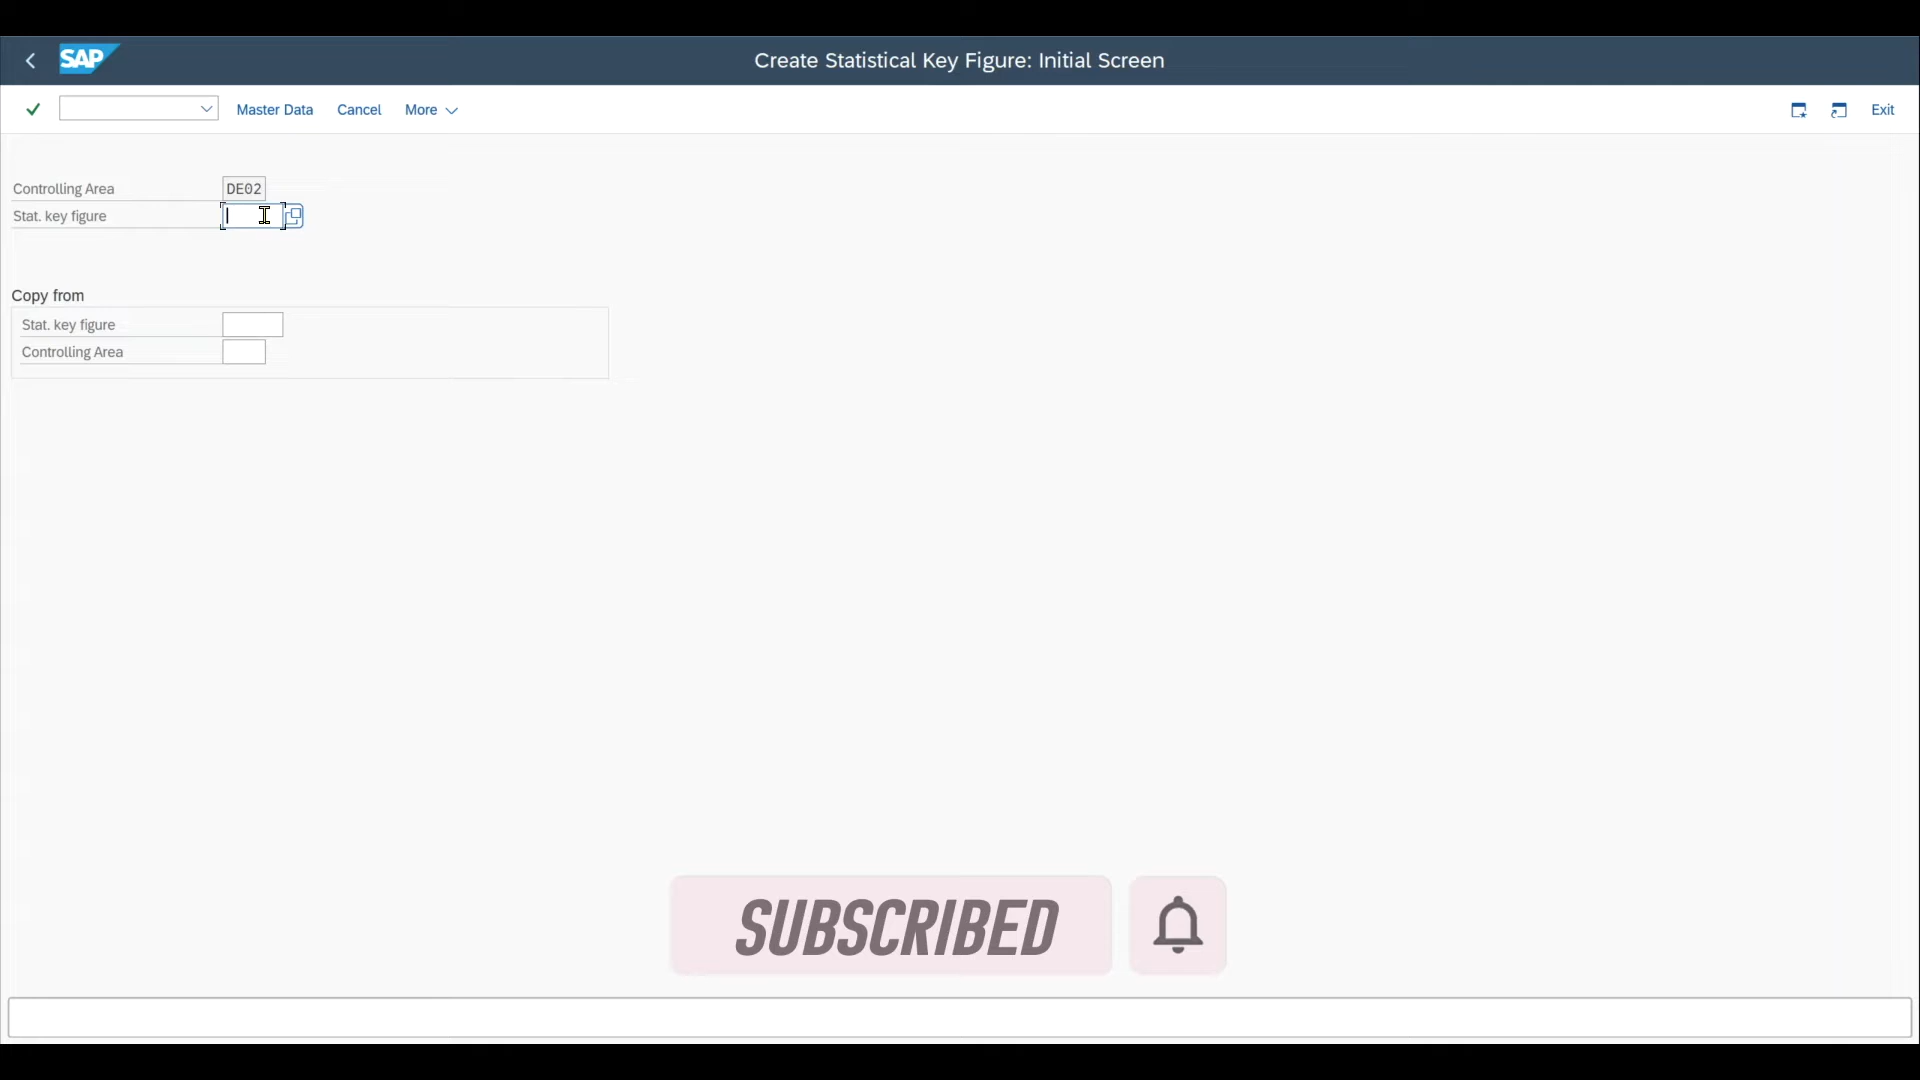 SAP
Create Statistical Key Figure: Initial Screen
Master Data
Cancel
More
Exit
Controlling Area
DE02
Stat. key figure
Copy from
Stat. key figure
Controlling Area
SUBSCRIBED